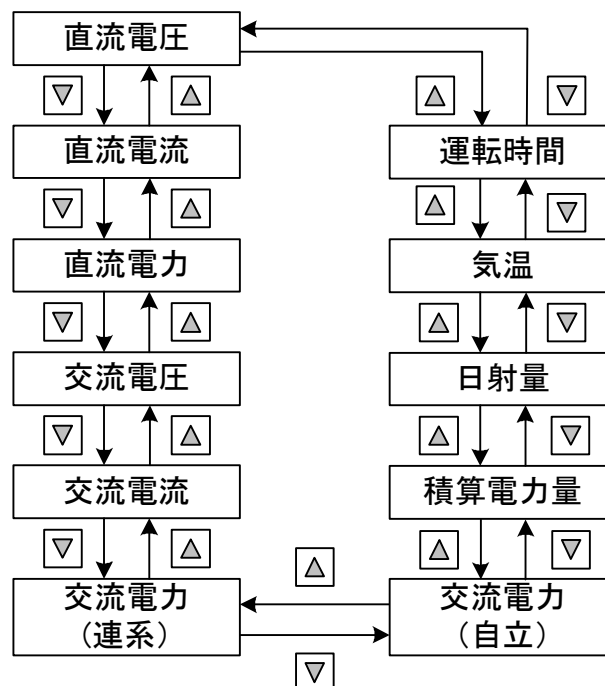 直流電圧
直流電流
直流電力
交流電圧
交流電流
交流電力
(連系)
運転時間
気温
日射量
積算電力量
交流電力
(自立)